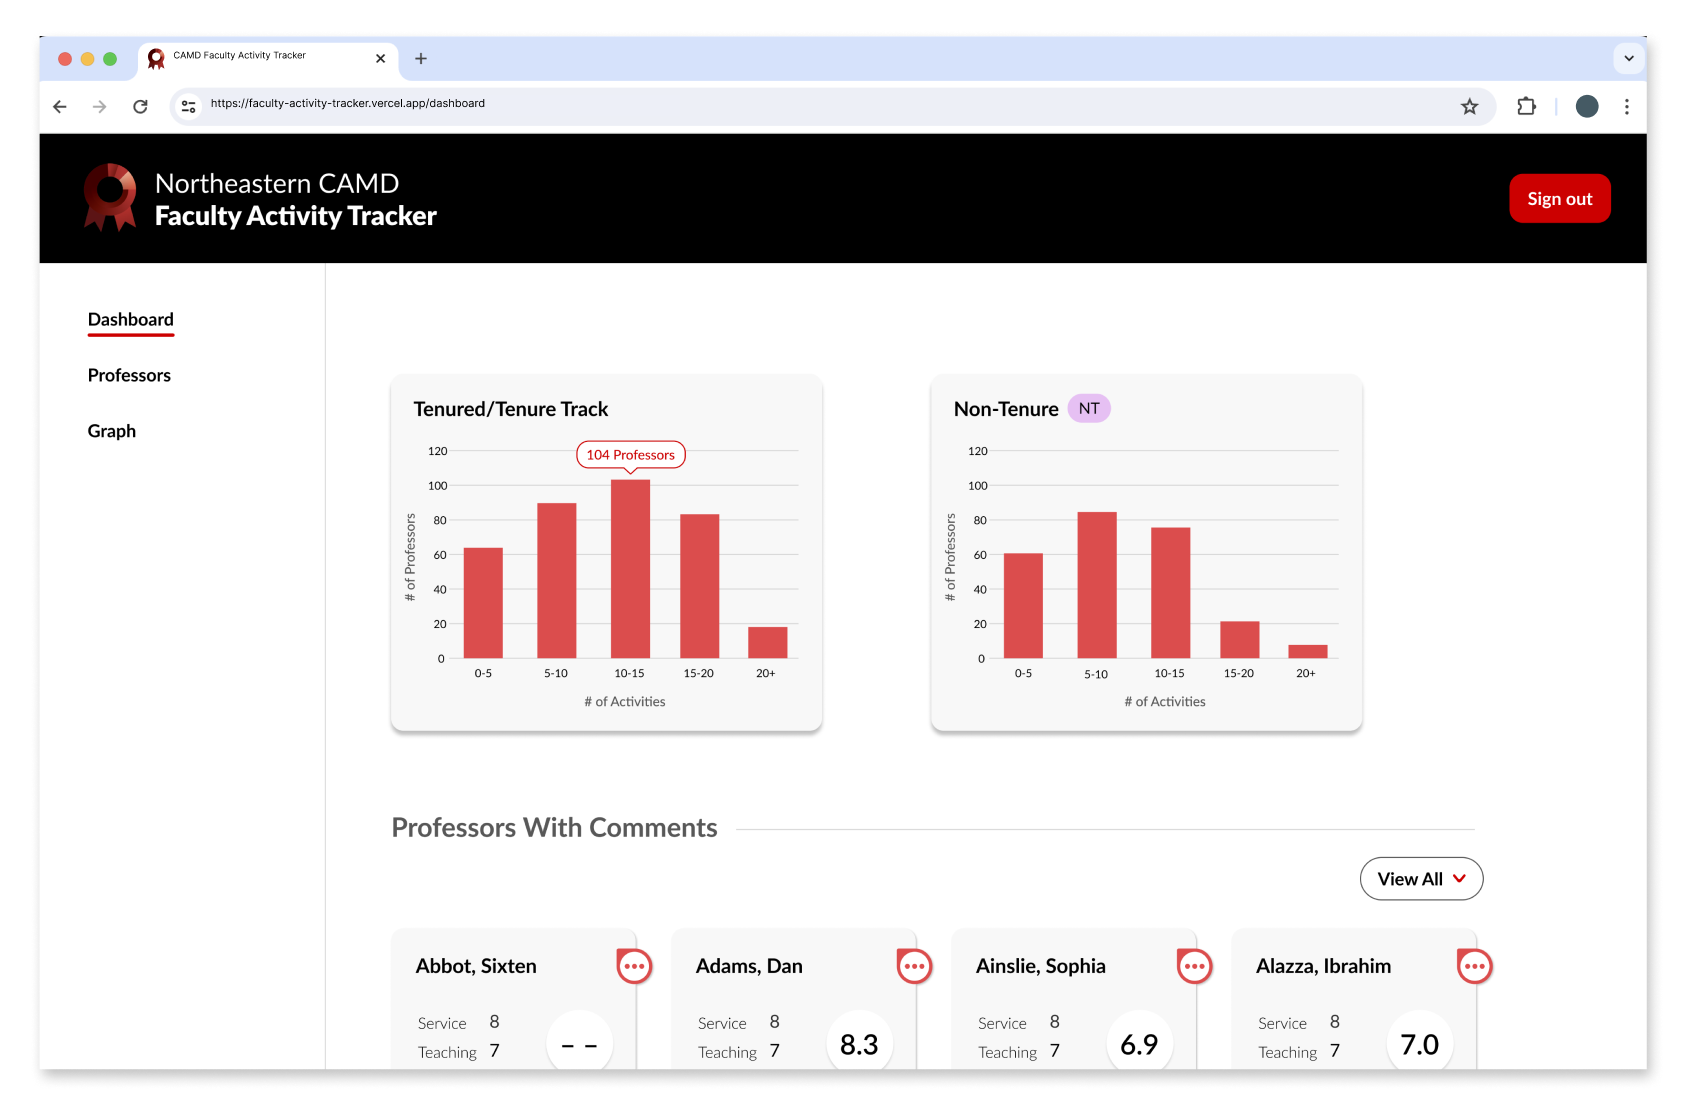 CAMD Faculty Activity Tracker
https://faculty-activity-tracker.vercel.app/dashboard
Northeastern CAMD
Faculty Activity Tracker
Sign out
Dashboard
Professors
Graph
Tenured/Tenure Track
104 Professors
120
100
80
60
40
20
0
# of Professors
0-5 5-10 10-15 15-20 20+
# of Activities
Non-Tenure NT
120
100
80
60
40
20
0
# of Professors
0-5 5-10 10-15 15-20 20+
# of Activities
Professors With Comments
View All
Abbot, Sixten
Service 8
Teaching 7
– –
Adams, Dan
Service 8
Teaching 7
8.3
Ainslie, Sophia
Service 8
Teaching 7
6.9
Alazza, Ibrahim
Service 8
Teaching 7
7.0